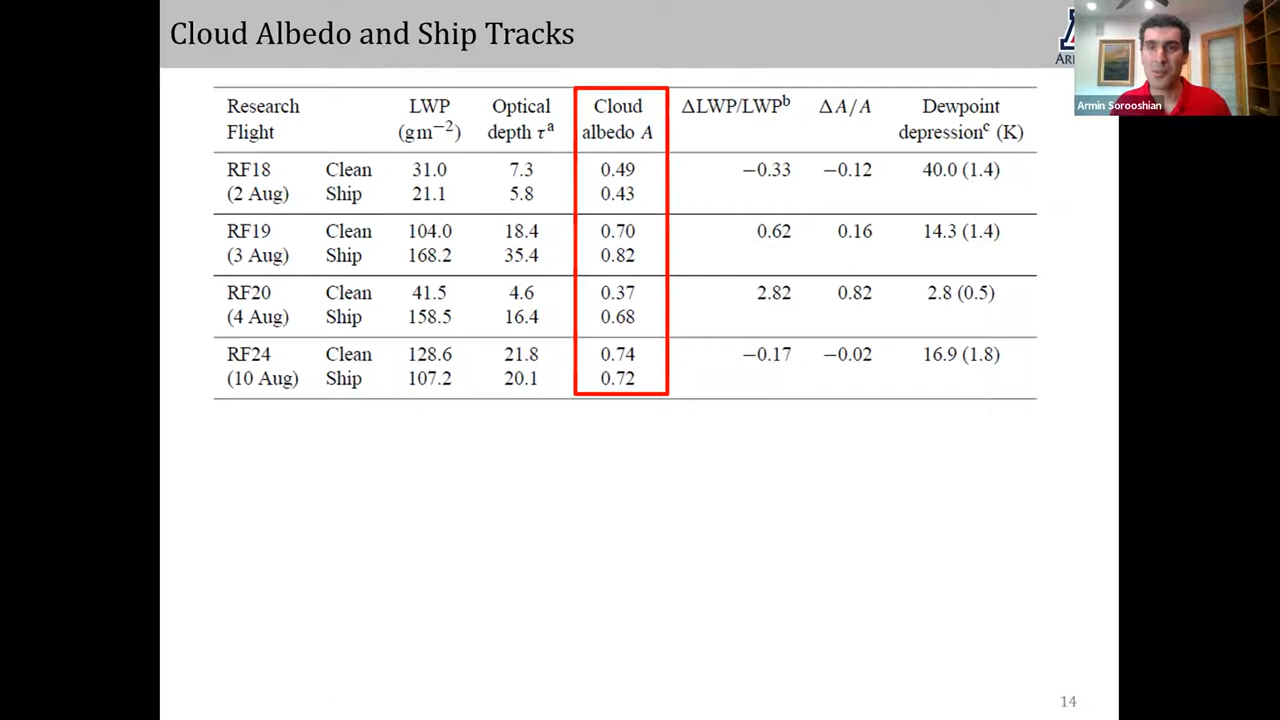 Cloud Albedo and Ship Tracks
Armin Sorooshian
Research Flight LWP (gm⁻²) Optical depth τᵃ Cloud albedo A ΔLWP/LWPᵇ ΔA/A Dewpoint depressionᶜ (K)
RF18 Clean 31.0 7.3 0.49 −0.33 −0.12 40.0 (1.4)
(2 Aug) Ship 21.1 5.8 0.43
RF19 Clean 104.0 18.4 0.70 0.62 0.16 14.3 (1.4)
(3 Aug) Ship 168.2 35.4 0.82
RF20 Clean 41.5 4.6 0.37 2.82 0.82 2.8 (0.5)
(4 Aug) Ship 158.5 16.4 0.68
RF24 Clean 128.6 21.8 0.74 −0.17 −0.02 16.9 (1.8)
(10 Aug) Ship 107.2 20.1 0.72
14